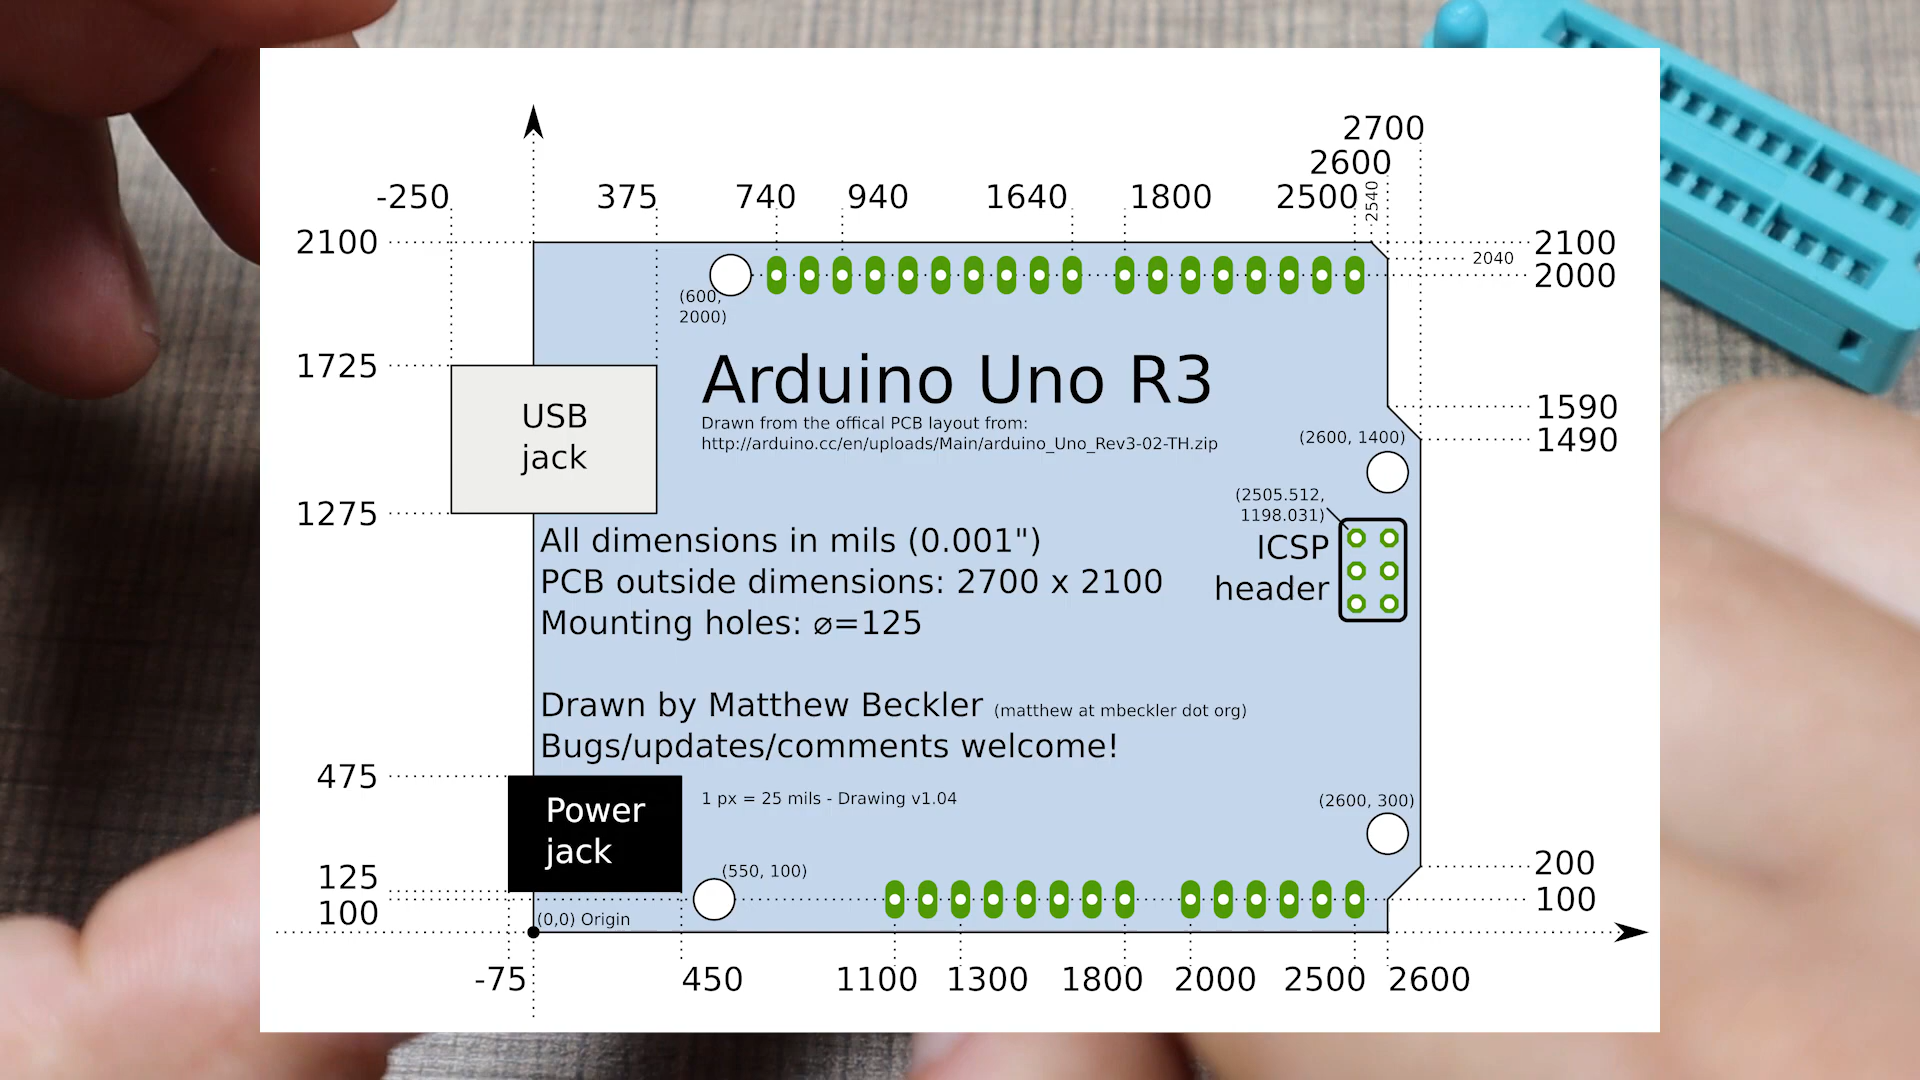 2700
2600
-250 375 740 940 1640 1800 2500 2540
2100 2100
2040
2000
(600,
2000)
1725
Arduino Uno R3
1590
USB
jack
Drawn from the offical PCB layout from:
http://arduino.cc/en/uploads/Main/arduino_Uno_Rev3-02-TH.zip
(2600, 1400)
1490
(2505.512,
1198.031)
1275
ICSP
header
All dimensions in mils (0.001")
PCB outside dimensions: 2700 x 2100
Mounting holes: ⌀=125
Drawn by Matthew Beckler (matthew at mbeckler dot org)
Bugs/updates/comments welcome!
475
Power
jack
1 px = 25 mils - Drawing v1.04
(2600, 300)
(550, 100)
200
125
100 100
(0,0) Origin
-75 450 1100 1300 1800 2000 2500 2600